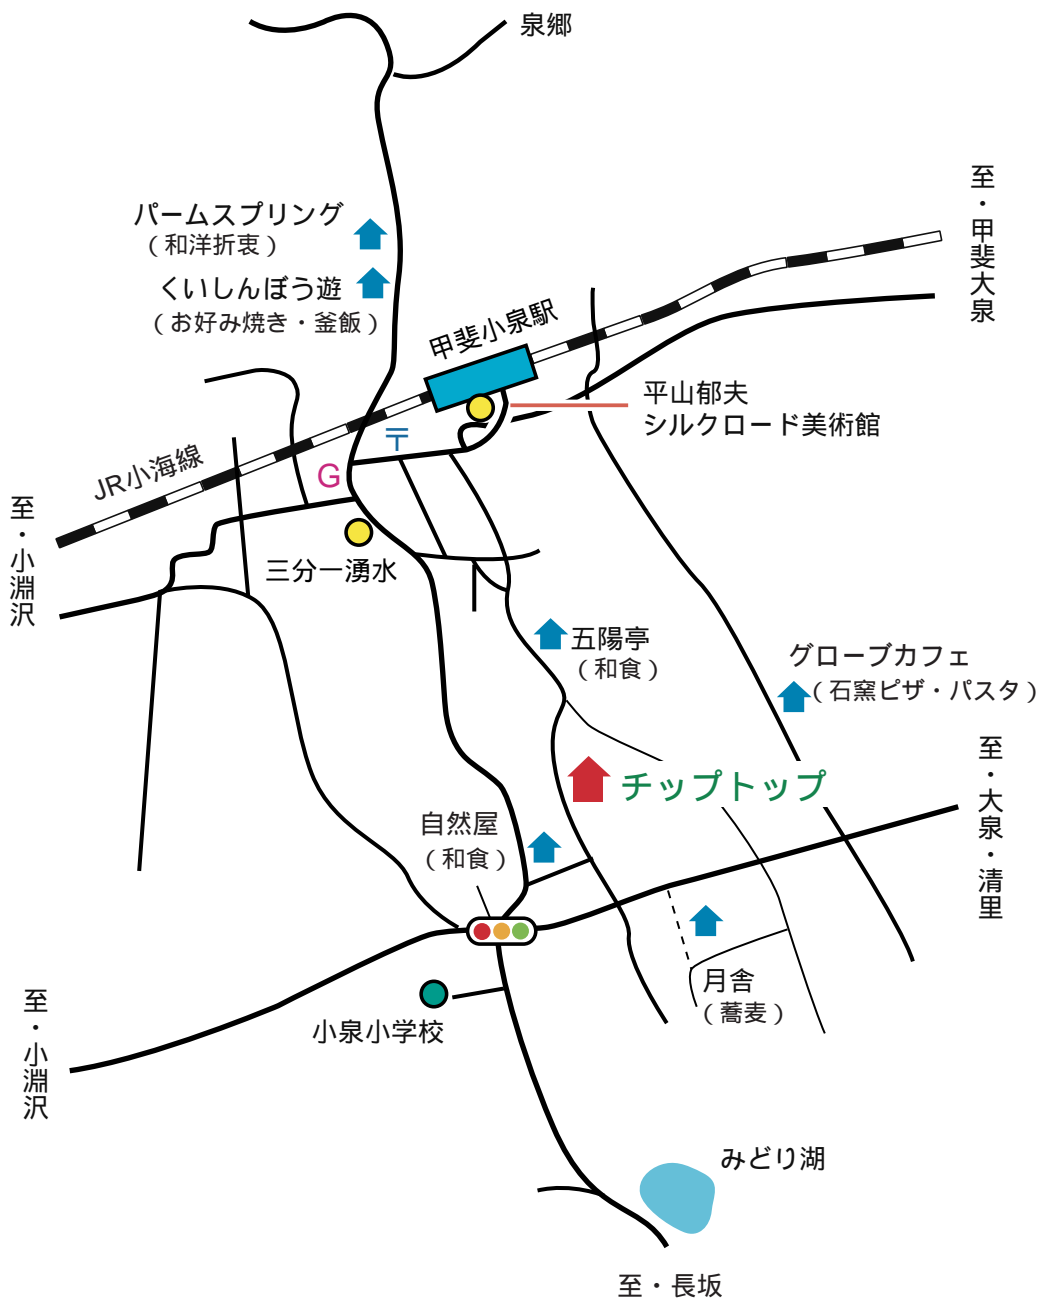 泉郷
至・甲斐大泉
パームスプリング
（和洋折衷）
くいしんぼう遊
（お好み焼き・釜飯）
甲斐小泉駅
平山郁夫
シルクロード美術館
〒
JR小海線
G
至・小淵沢
三分一湧水
五陽亭
（和食）
グローブカフェ
（石窯ピザ・パスタ）
至・大泉・清里
チップトップ
自然屋
（和食）
月舎
（蕎麦）
小泉小学校
至・小淵沢
みどり湖
至・長坂